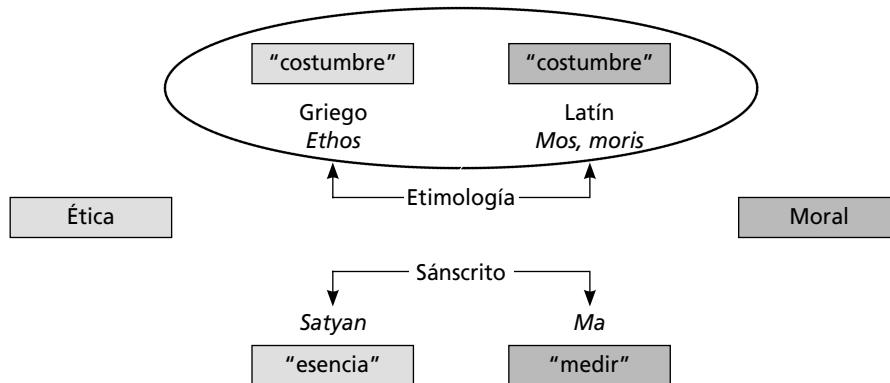 “costumbre” “costumbre”
Griego Latín
Ethos Mos, moris
Etimología
Ética Moral
Sánscrito
Satyan Ma
“esencia” “medir”